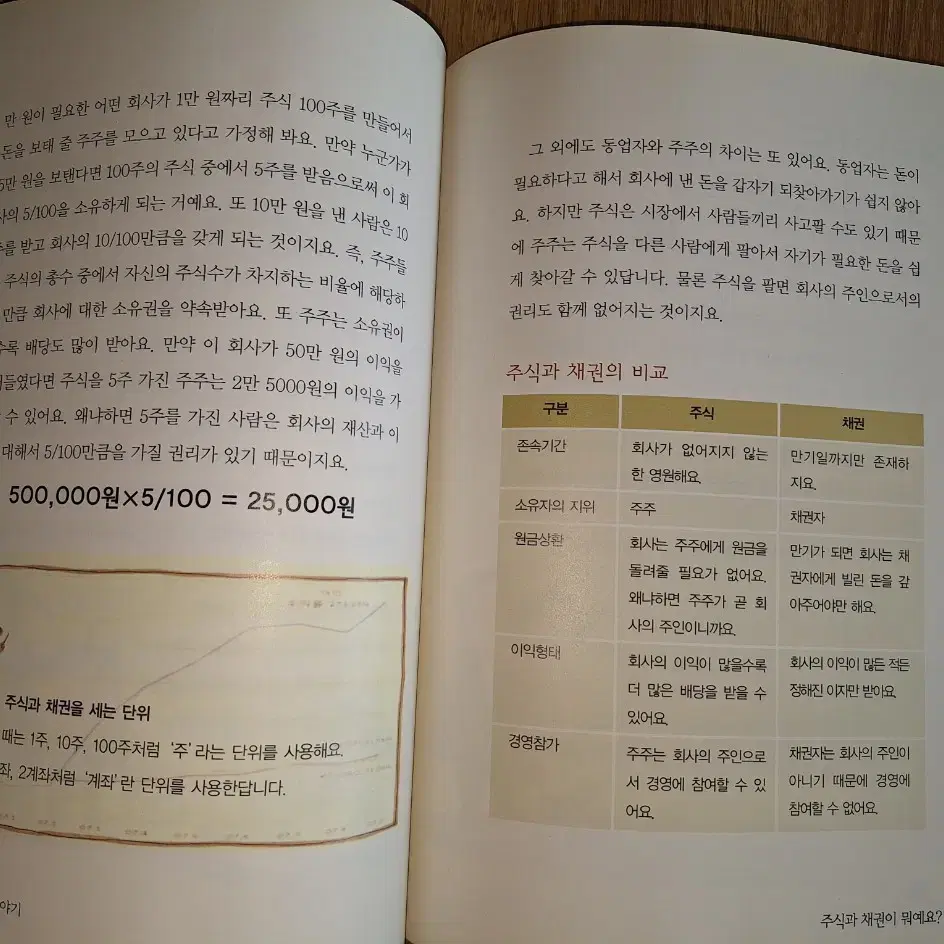 만 원이 필요한 어떤 회사가 1만 원짜리 주식 100주를 만들어서
돈을 보태 줄 주주를 모으고 있다고 가정해 봐요. 만약 누군가가
5만 원을 보탠다면 100주의 주식 중에서 5주를 받음으로써 이 회
사의 5/100을 소유하게 되는 거예요. 또 10만 원을 낸 사람은 10
주를 받고 회사의 10/100만큼을 갖게 되는 것이지요. 즉, 주주들
주식의 총수 중에서 자신의 주식수가 차지하는 비율에 해당하
만큼 회사에 대한 소유권을 약속받아요. 또 주주는 소유권이
수록 배당도 많이 받아요. 만약 이 회사가 50만 원의 이익을
들였다면 주식을 5주 가진 주주는 2만 5000원의 이익을 가
수 있어요. 왜냐하면 5주를 가진 사람은 회사의 재산과 이
대해서 5/100만큼을 가질 권리가 있기 때문이지요.
500,000원×5/100 = 25,000원
주식과 채권을 세는 단위
때는 1주, 10주, 100주처럼 '주'라는 단위를 사용해요.
좌, 2계좌처럼 '계좌'란 단위를 사용한답니다.
야기
그 외에도 동업자와 주주의 차이는 또 있어요. 동업자는 돈이
필요하다고 해서 회사에 낸 돈을 갑자기 되찾아가기가 쉽지 않아
요. 하지만 주식은 시장에서 사람들끼리 사고팔 수도 있기 때문
에 주주는 주식을 다른 사람에게 팔아서 자기가 필요한 돈을 쉽
게 찾아갈 수 있답니다. 물론 주식을 팔면 회사의 주인으로서의
권리도 함께 없어지는 것이지요.
주식과 채권의 비교
구분 주식 채권
존속기간 회사가 없어지지 않는 만기일까지만 존재하
한 영원해요. 지요.
소유자의 지위 주주 채권자
원금상환 회사는 주주에게 원금을 만기가 되면 회사는 채
돌려줄 필요가 없어요. 권자에게 빌린 돈을 갚
왜냐하면 주주가 곧 회 아주어야만 해요.
사의 주인이니까요.
이익형태 회사의 이익이 많을수록 회사의 이익이 많든 적든
더 많은 배당을 받을 수 정해진 이자만 받아요.
있어요.
경영참가 주주는 회사의 주인으로 채권자는 회사의 주인이
서 경영에 참여할 수 있 아니기 때문에 경영에
어요. 참여할 수 없어요.
주식과 채권이 뭐예요?